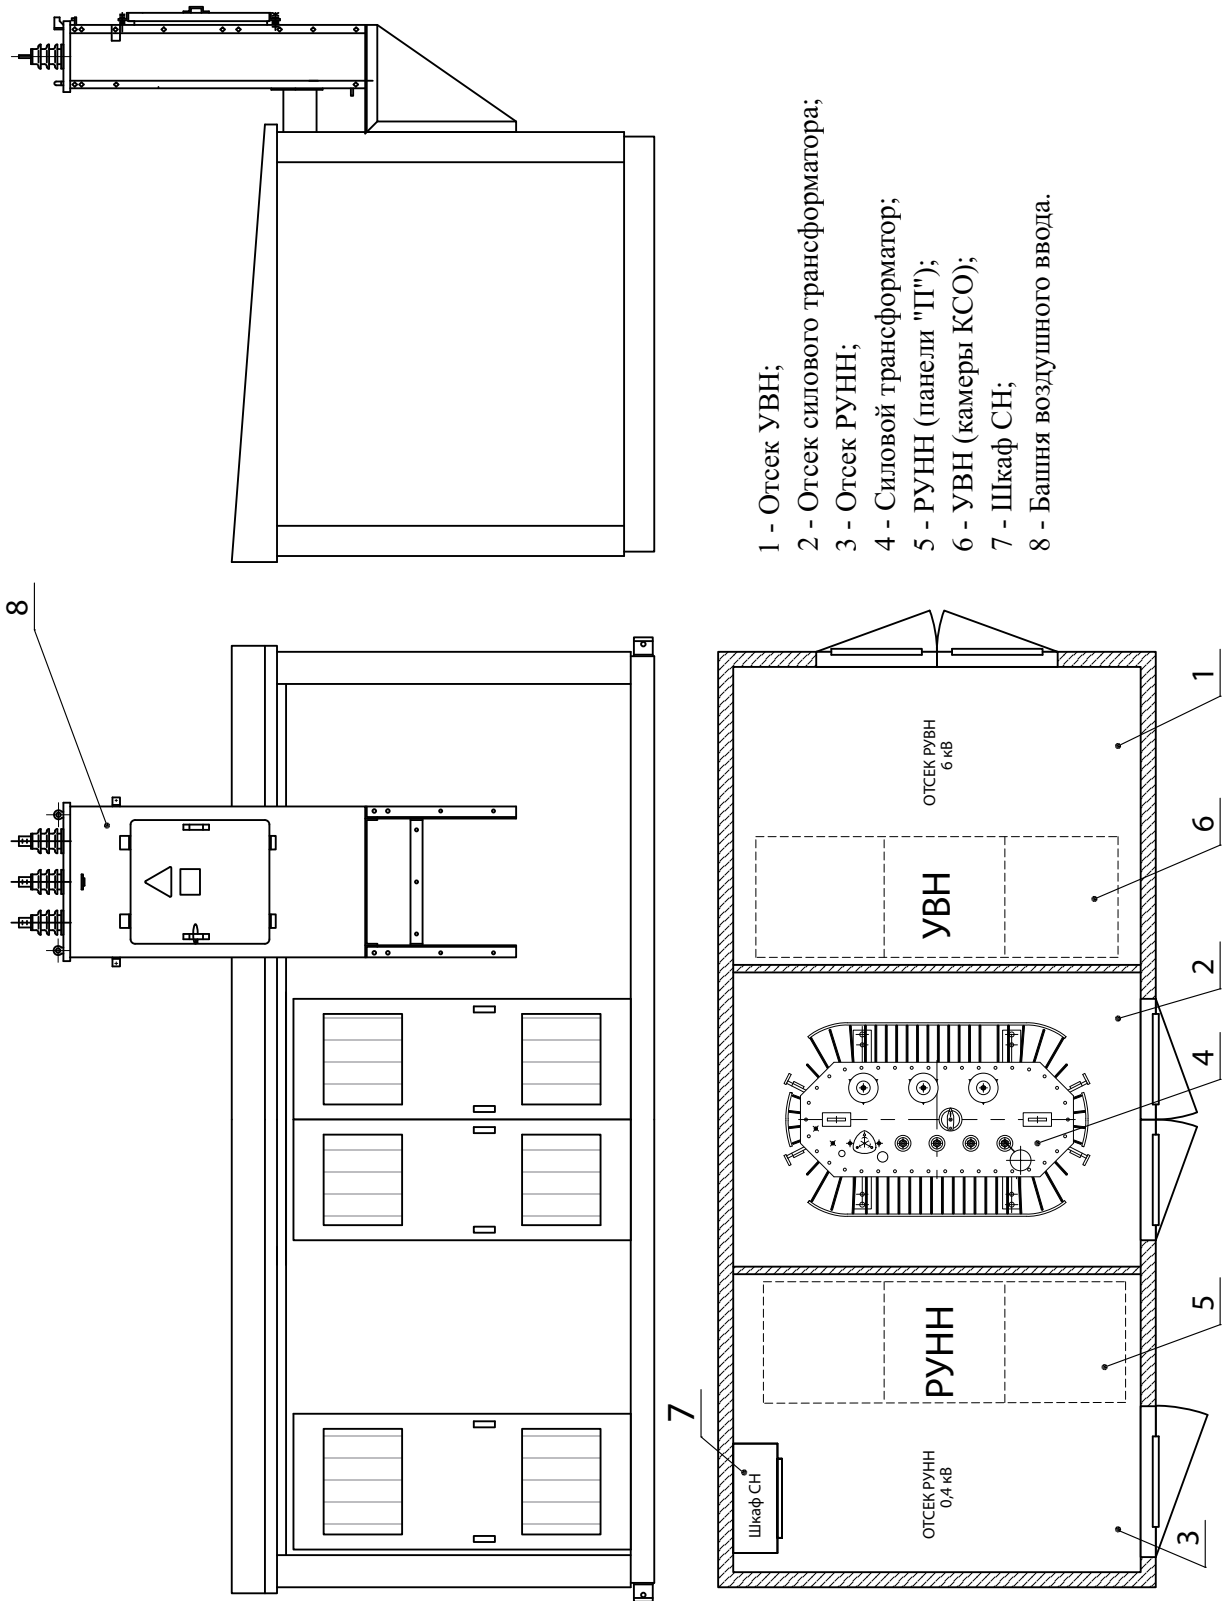 8
1 - Отсек УВН;
2 - Отсек силового трансформатора;
3 - Отсек РУНН;
4 - Силовой трансформатор;
5 - РУНН (панели "П");
6 - УВН (камеры КСО);
7 - Шкаф СН;
8 - Башня воздушного ввода.
7
Шкаф СН
ОТСЕК РУНН
0,4 кВ
РУНН
УВН
ОТСЕК РУВН
6 кВ
3
5
4
2
6
1